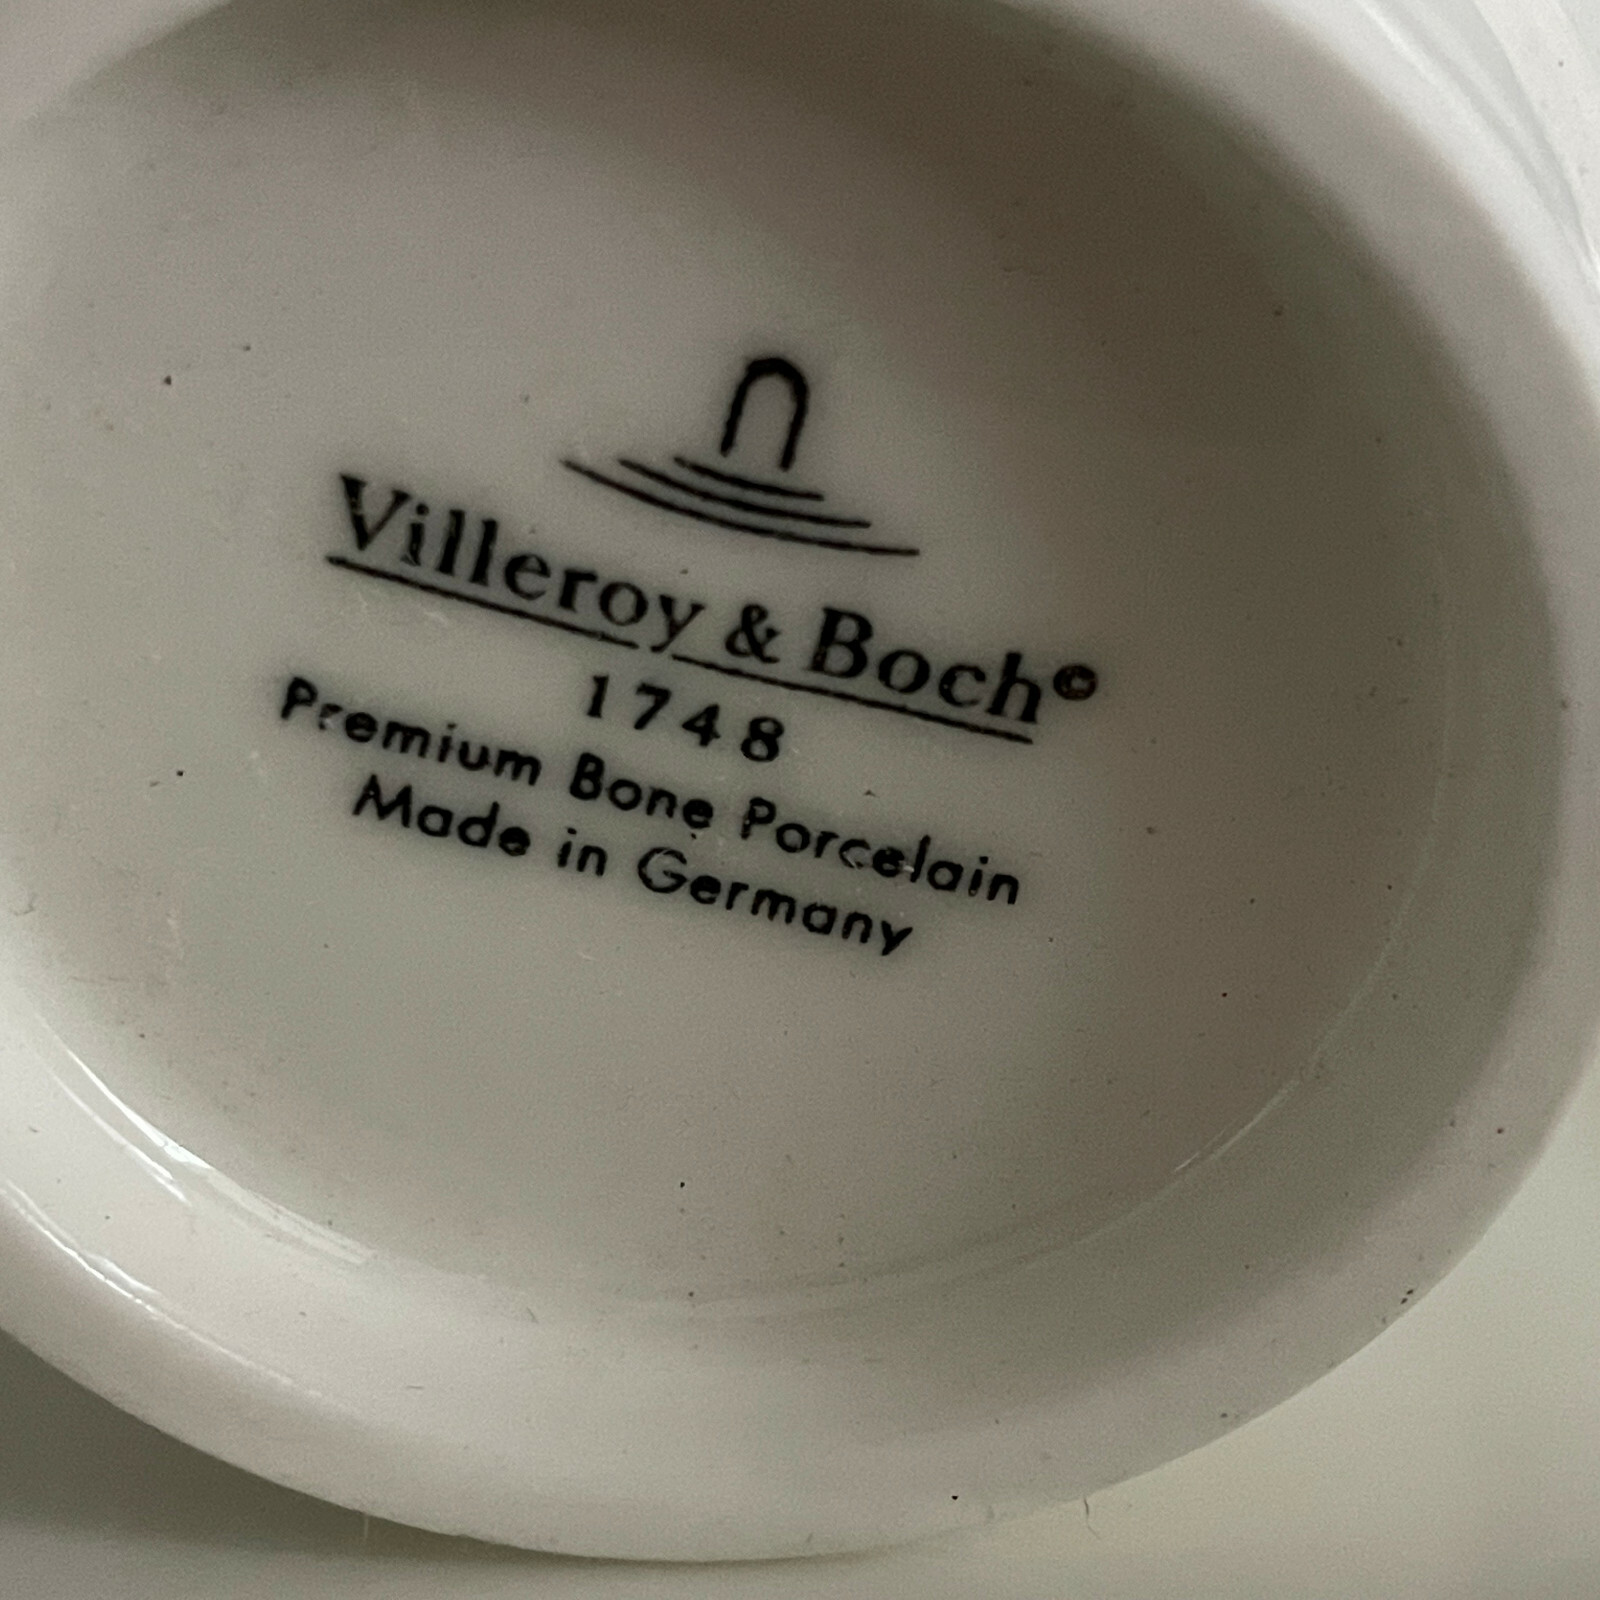 Villeroy & Boch©
1748
Premium Bone Porcelain
Made in Germany